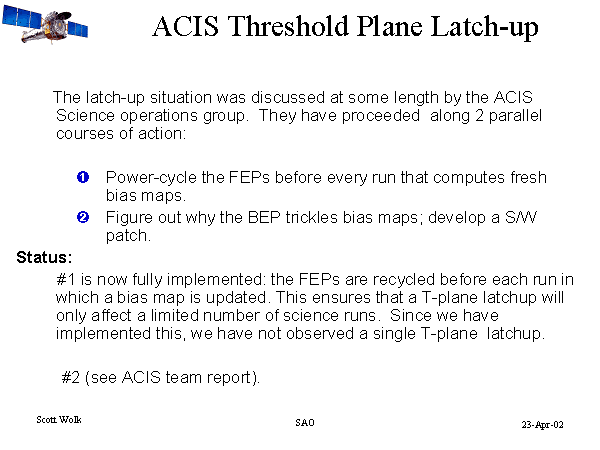 ACIS Threshold Plane Latch-up
The latch-up situation was discussed at some length by the ACIS
Science operations group. They have proceeded along 2 parallel
courses of action:
❶ Power-cycle the FEPs before every run that computes fresh
bias maps.
❷ Figure out why the BEP trickles bias maps; develop a S/W
patch.
Status:
#1 is now fully implemented: the FEPs are recycled before each run in
which a bias map is updated. This ensures that a T-plane latchup will
only affect a limited number of science runs. Since we have
implemented this, we have not observed a single T-plane latchup.
#2 (see ACIS team report).
Scott Wolk
SAO
23-Apr-02